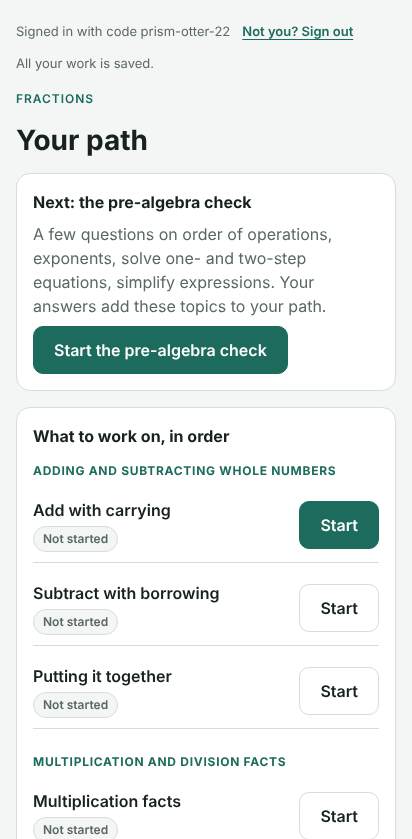 Signed in with code prism-otter-22 Not you? Sign out
All your work is saved.
FRACTIONS
Your path
Next: the pre-algebra check
A few questions on order of operations,
exponents, solve one- and two-step
equations, simplify expressions. Your
answers add these topics to your path.
Start the pre-algebra check
What to work on, in order
ADDING AND SUBTRACTING WHOLE NUMBERS
Add with carrying
Not started
Start
Subtract with borrowing
Not started
Start
Putting it together
Not started
Start
MULTIPLICATION AND DIVISION FACTS
Multiplication facts
Not started
Start